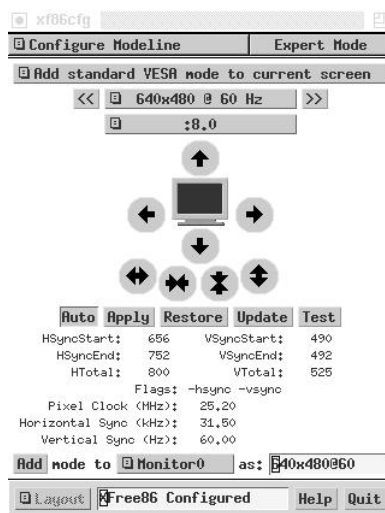 xf86cfg
Configure Modeline Expert Mode
Add standard VESA mode to current screen
<< 640x480 @ 60 Hz >>
:8.0
Auto Apply Restore Update Test
HSyncStart: 656 VSyncStart: 490
HSyncEnd: 752 VSyncEnd: 492
HTotal: 800 VTotal: 525
Flags: -hsync -vsync
Pixel Clock (MHz): 25.20
Horizontal Sync (kHz): 31.50
Vertical Sync (Hz): 60.00
Add mode to Monitor0 as: 640x480@60
Layout XFree86 Configured Help Quit